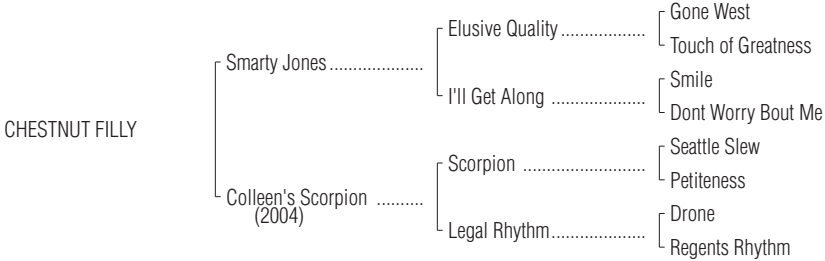 Gone West
Elusive Quality ..................
Touch of Greatness
Smarty Jones ....................
Smile
I'll Get Along ....................
Dont Worry Bout Me
CHESTNUT FILLY
Seattle Slew
Scorpion ..........................
Petiteness
Colleen's Scorpion ..........
(2004)
Drone
Legal Rhythm....................
Regents Rhythm